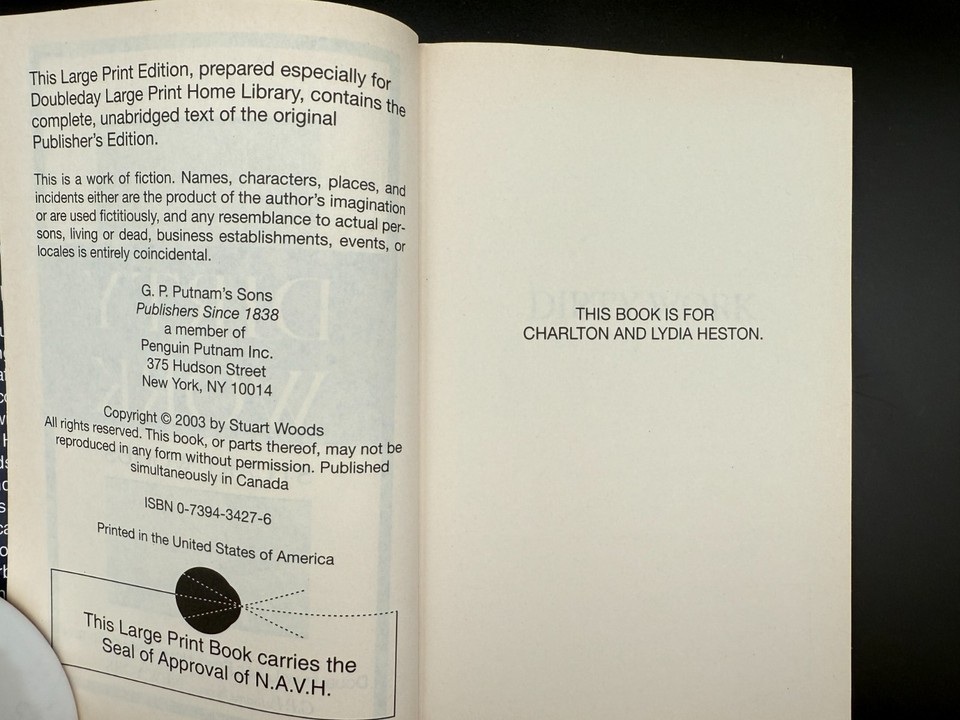 This Large Print Edition, prepared especially for
Doubleday Large Print Home Library, contains the
complete, unabridged text of the original
Publisher's Edition.
This is a work of fiction. Names, characters, places, and
incidents either are the product of the author's imagination
or are used fictitiously, and any resemblance to actual per-
sons, living or dead, business establishments, events, or
locales is entirely coincidental.
G. P. Putnam's Sons
Publishers Since 1838
a member of
Penguin Putnam Inc.
375 Hudson Street
New York, NY 10014
Copyright © 2003 by Stuart Woods
All rights reserved. This book, or parts thereof, may not be
reproduced in any form without permission. Published
simultaneously in Canada
ISBN 0-7394-3427-6
Printed in the United States of America
This Large Print Book carries the
Seal of Approval of N.A.V.H.
DIRTY WORK
THIS BOOK IS FOR
CHARLTON AND LYDIA HESTON.